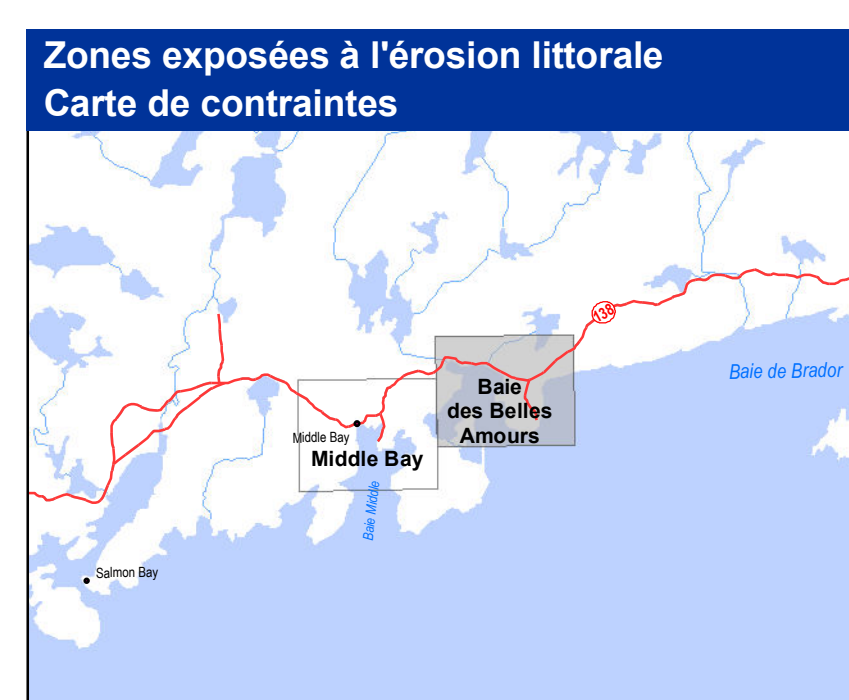 Zones exposées à l'érosion littorale
Carte de contraintes
138
Baie de Brador
Baie
des Belles
Amours
Middle Bay
Middle Bay
Baie Middle
Salmon Bay